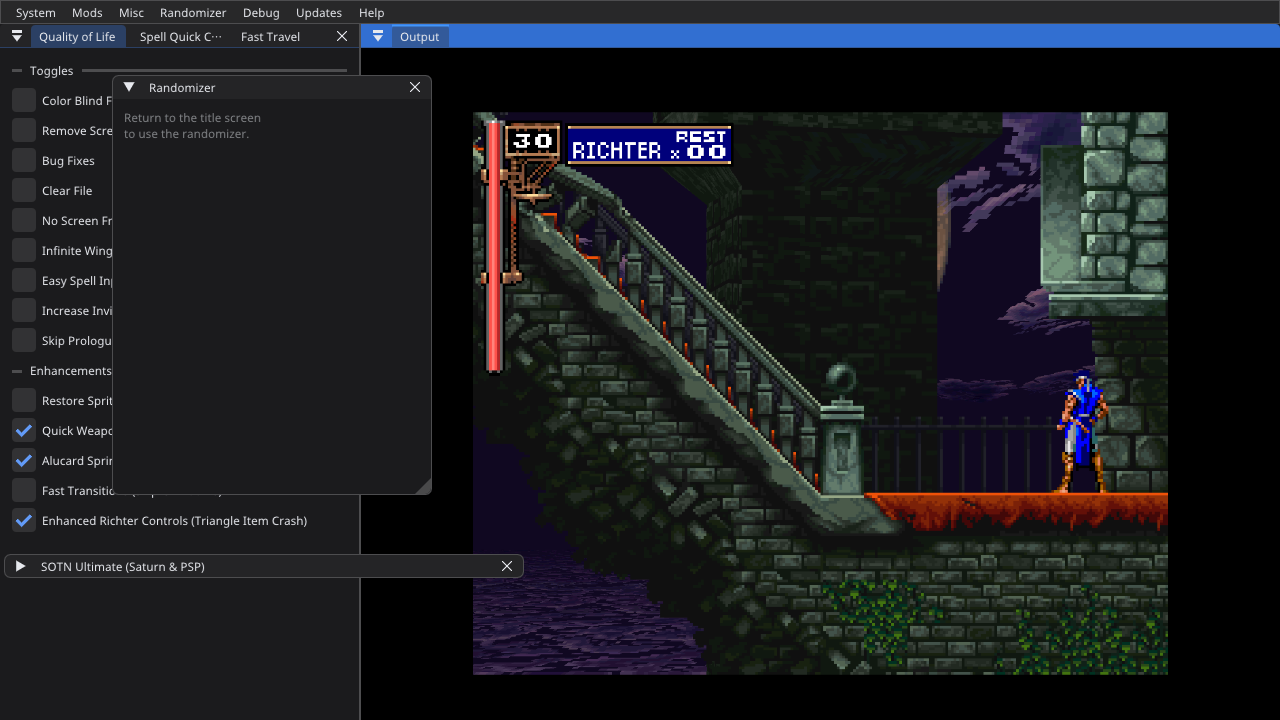 System Mods Misc Randomizer Debug Updates Help
Quality of Life Spell Quick C··· Fast Travel
Output
Toggles
Randomizer
Return to the title screen
to use the randomizer.
Color Blind F
Remove Scre
Bug Fixes
Clear File
No Screen Fr
Infinite Wing
Easy Spell In
Increase Invi
Skip Prologu
Enhancements
Restore Sprit
Quick Weapo
Alucard Sprin
Fast Transitio
Enhanced Richter Controls (Triangle Item Crash)
SOTN Ultimate (Saturn & PSP)
30
REST
RICHTER x 00